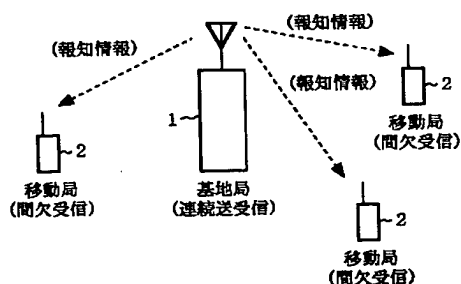 (報知情報)
(報知情報)
(報知情報)
1
2
移動局
(間欠受信)
2
移動局
(間欠受信)
基地局
(連続送受信)
2
移動局
(間欠受信)